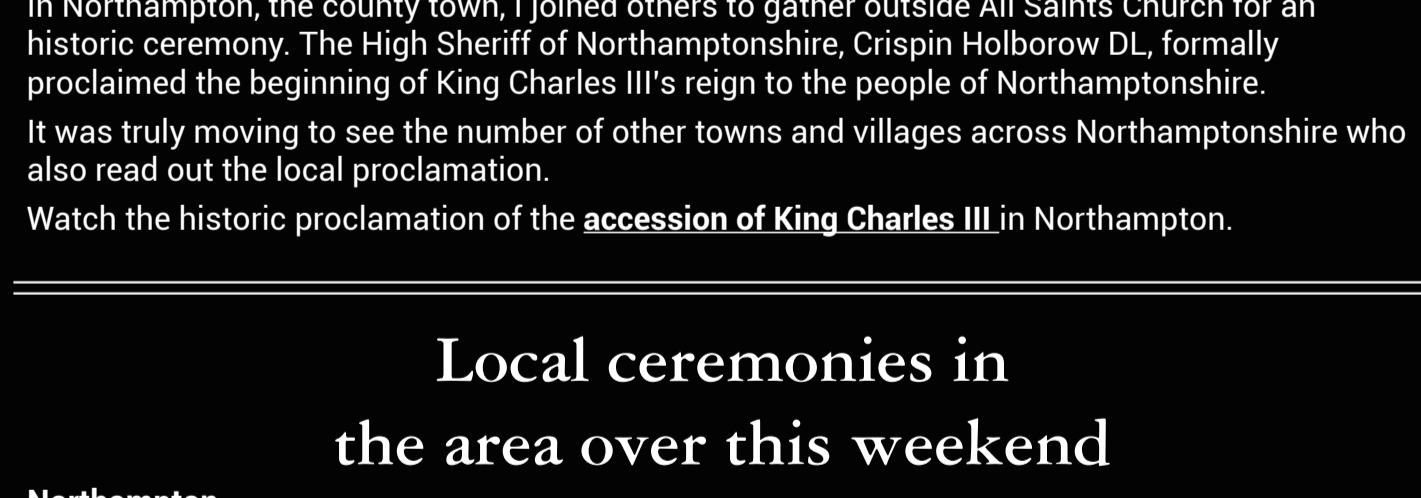 In Northampton, the county town, I joined others to gather outside All Saints Church for an
historic ceremony. The High Sheriff of Northamptonshire, Crispin Holborow DL, formally
proclaimed the beginning of King Charles III's reign to the people of Northamptonshire.
It was truly moving to see the number of other towns and villages across Northamptonshire who
also read out the local proclamation.
Watch the historic proclamation of the accession of King Charles III in Northampton.
Local ceremonies in
the area over this weekend
Northampton